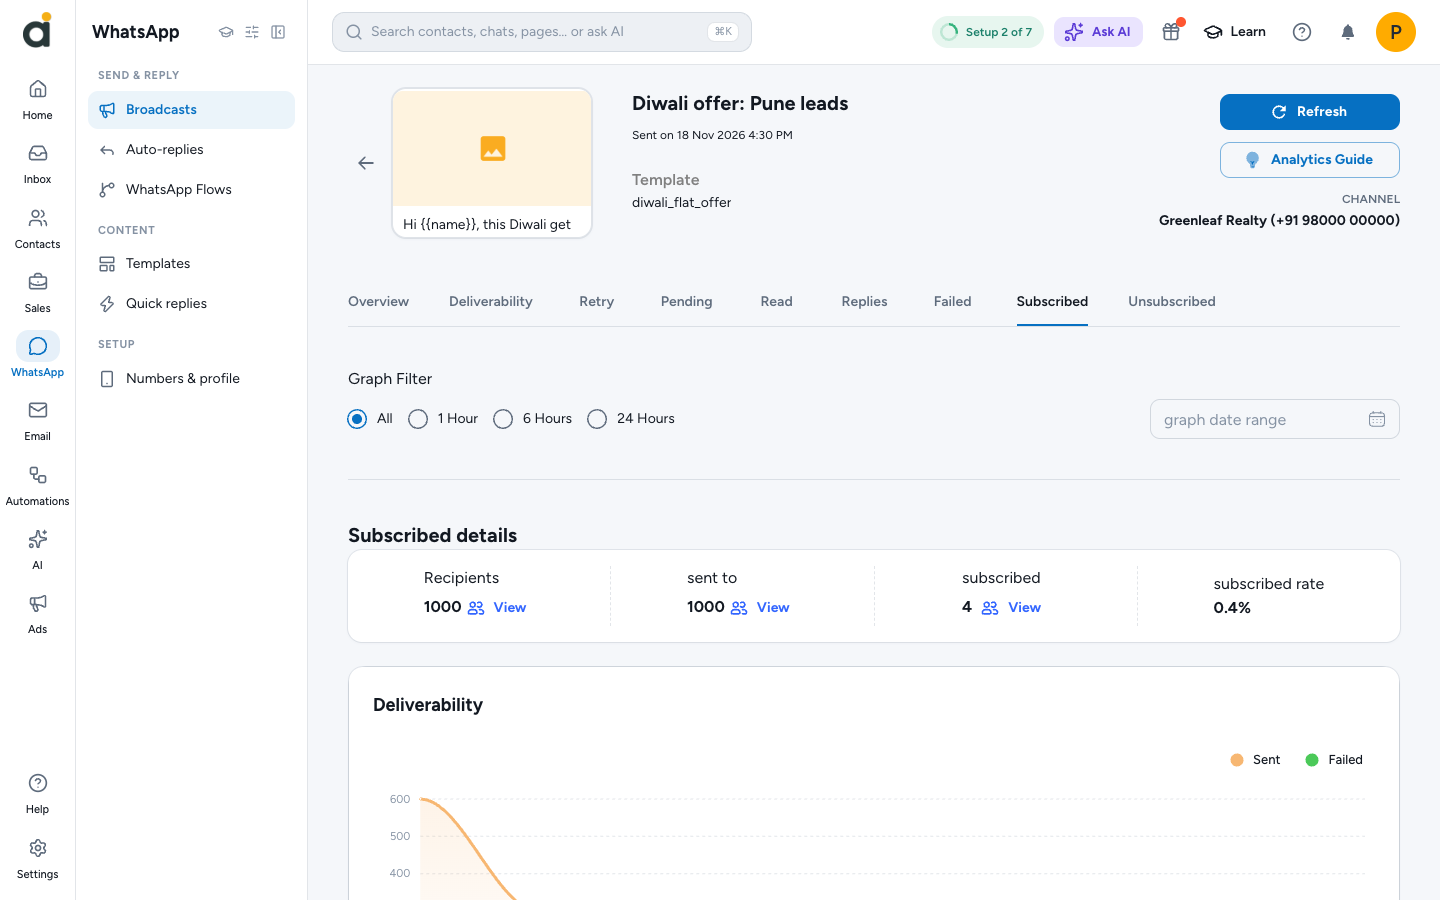 WhatsApp
Search contacts, chats, pages... or ask AI
⌘K
Setup 2 of 7
Ask AI
Learn
P
Home
Inbox
Contacts
Sales
WhatsApp
Email
Automations
AI
Ads
Help
Settings
SEND & REPLY
Broadcasts
Auto-replies
WhatsApp Flows
CONTENT
Templates
Quick replies
SETUP
Numbers & profile
Hi {{name}}, this Diwali get
Diwali offer: Pune leads
Sent on 18 Nov 2026 4:30 PM
Template
diwali_flat_offer
Refresh
Analytics Guide
CHANNEL
Greenleaf Realty (+91 98000 00000)
Overview Deliverability Retry Pending Read Replies Failed Subscribed Unsubscribed
Graph Filter
All 1 Hour 6 Hours 24 Hours
graph date range
Subscribed details
Recipients
1000 View
sent to
1000 View
subscribed
4 View
subscribed rate
0.4%
Deliverability
Sent Failed
600
500
400